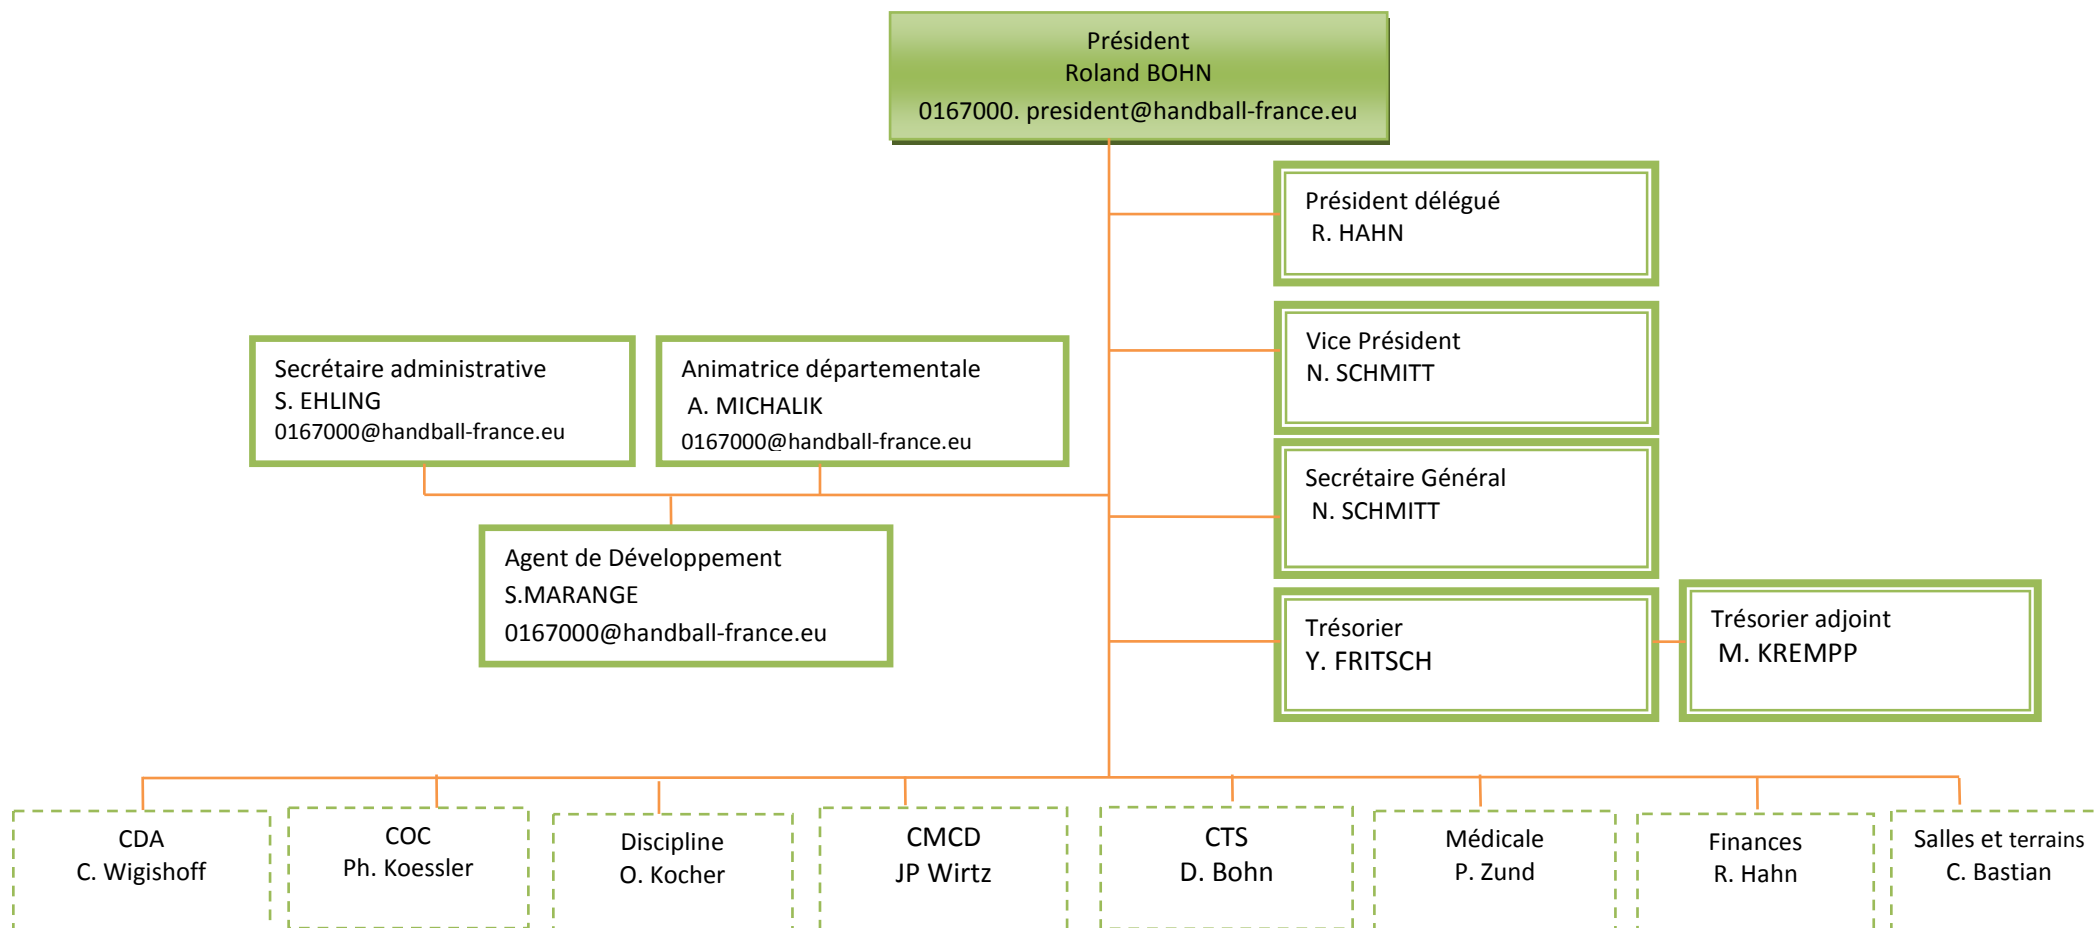 Président
Roland BOHN
0167000. president@handball-france.eu
Président délégué
R. HAHN
Vice Président
N. SCHMITT
Secrétaire administrative
S. EHLING
0167000@handball-france.eu
Animatrice départementale
A. MICHALIK
0167000@handball-france.eu
Secrétaire Général
N. SCHMITT
Agent de Développement
S.MARANGE
0167000@handball-france.eu
Trésorier
Y. FRITSCH
Trésorier adjoint
M. KREMPP
CDA
C. Wigishoff
COC
Ph. Koessler
Discipline
O. Kocher
CMCD
JP Wirtz
CTS
D. Bohn
Médicale
P. Zund
Finances
R. Hahn
Salles et terrains
C. Bastian